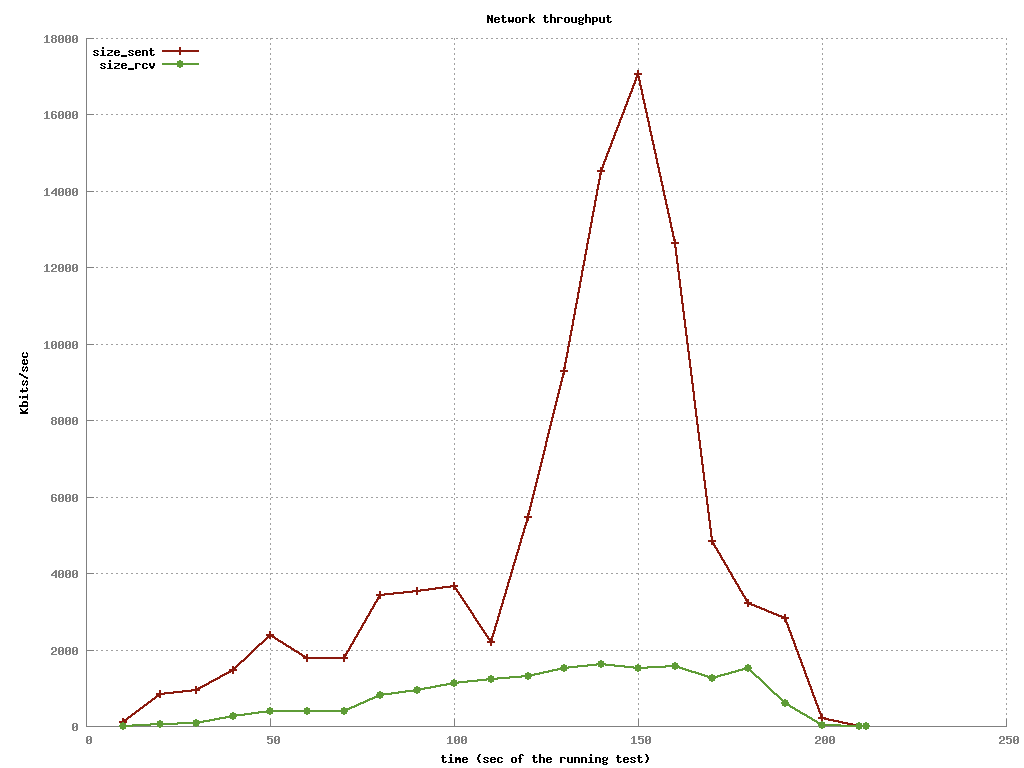 Network throughput
18000
size_sent
size_rcv
16000
14000
12000
10000
Kbits/sec
8000
6000
4000
2000
0
0 50 100 150 200 250
time (sec of the running test)